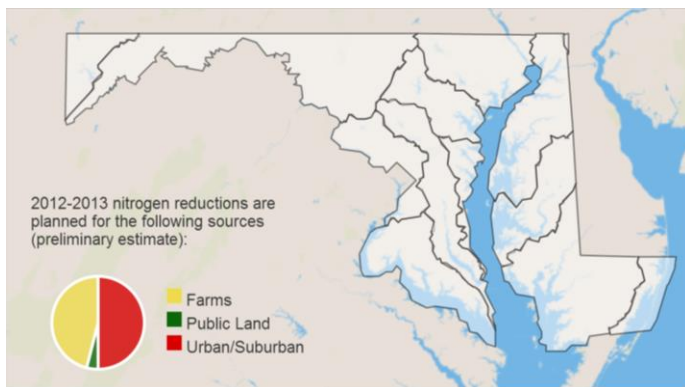 2012-2013 nitrogen reductions are
planned for the following sources
(preliminary estimate):
Farms
Public Land
Urban/Suburban